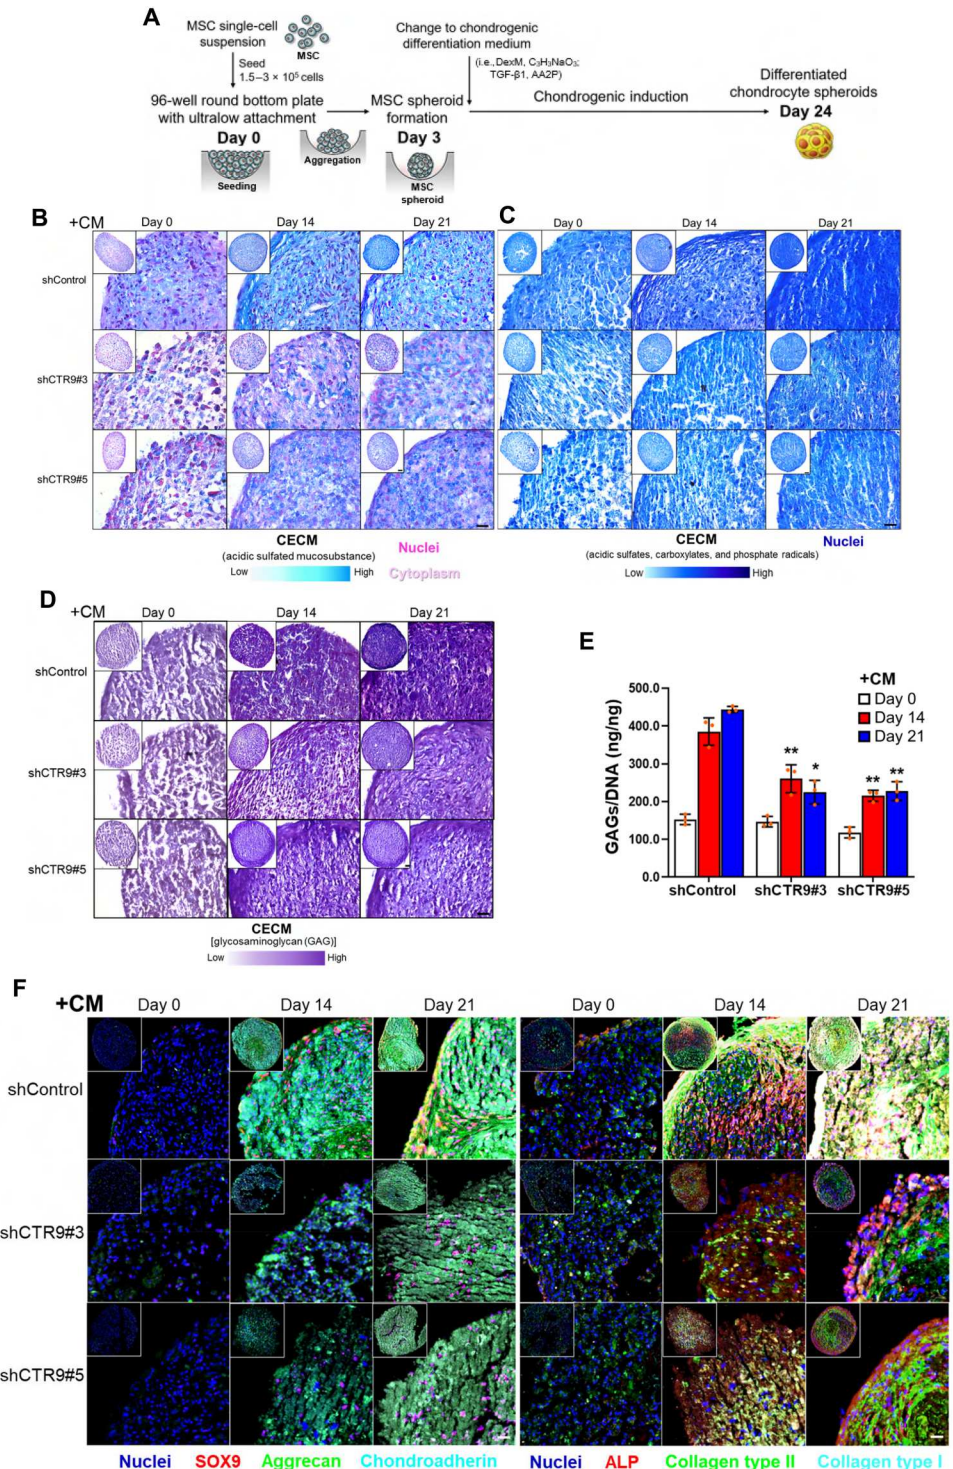 A
MSC single-cell
suspension
MSC
Seed
1.5–3 × 10⁵ cells
96-well round bottom plate
with ultralow attachment
Day 0
Seeding
Aggregation
Change to chondrogenic
differentiation medium
(i.e.,DexM, C₃H₃NaO₃;
TGF-β1, AA2P)
MSC spheroid
formation
Day 3
MSC
spheroid
Chondrogenic induction
Differentiated
chondrocyte spheroids
Day 24
B
+CM
Day 0
Day 14
Day 21
shControl
shCTR9#3
shCTR9#5
CECM
(acidic sulfated mucosubstance)
Low
High
Nuclei
Cytoplasm
C
Day 0
Day 14
Day 21
CECM
(acidic sulfates, carboxylates, and phosphate radicals)
Low
High
Nuclei
D
+CM
Day 0
Day 14
Day 21
shControl
shCTR9#3
shCTR9#5
CECM
[glycosaminoglycan (GAG)]
Low
High
E
+CM
Day 0
Day 14
Day 21
GAGs/DNA (ng/ng)
500.0
400.0
300.0
200.0
100.0
0.0
**
*
**
**
shControl
shCTR9#3
shCTR9#5
F
+CM
Day 0
Day 14
Day 21
Day 0
Day 14
Day 21
shControl
shCTR9#3
shCTR9#5
Nuclei SOX9 Aggrecan Chondroadherin
Nuclei ALP Collagen type II Collagen type I